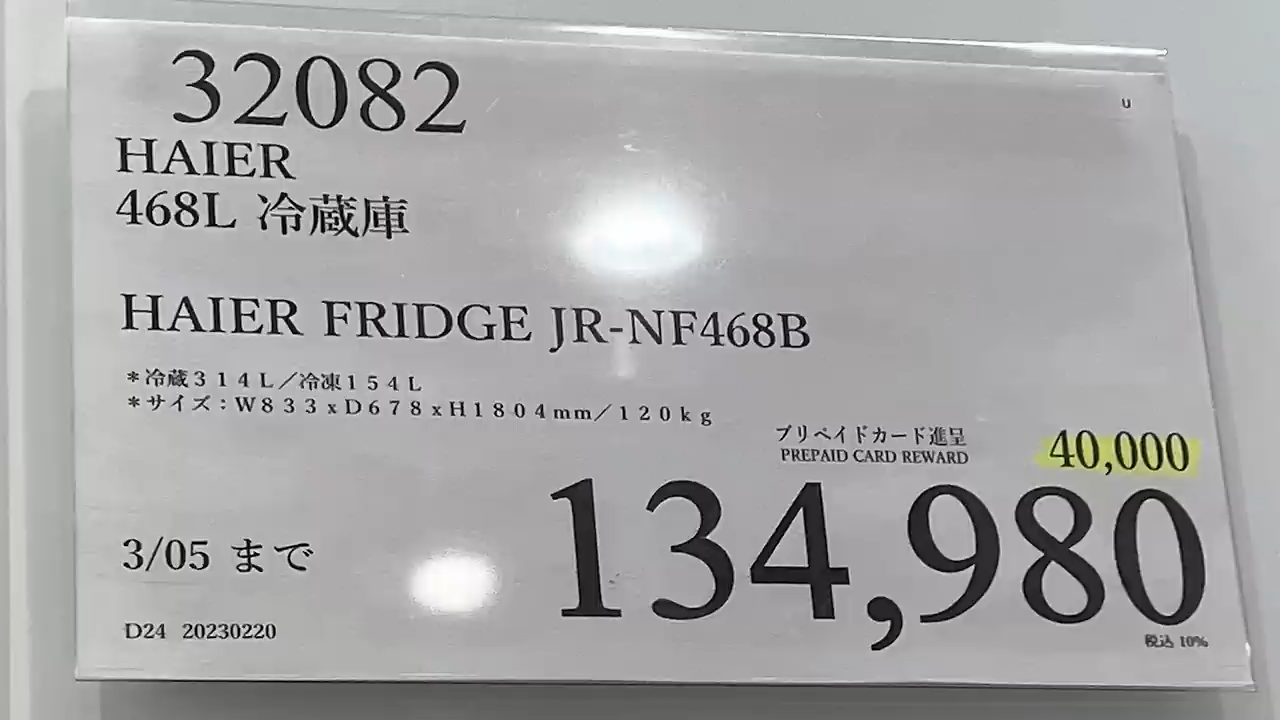 u
32082
HAIER
468L 冷蔵庫
HAIER FRIDGE JR-NF468B
*冷蔵314L/冷凍154L
*サイズ:W833xD678xH1804mm/120kg
プリペイドカード進呈
PREPAID CARD REWARD
40,000
134,980
3/05 まで
税込 10%
D24 20230220